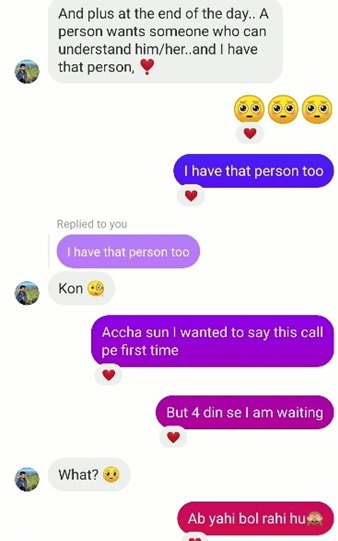 And plus at the end of the day.. A
person wants someone who can
understand him/her..and I have
that person, ❣️
🥺🥺🥺
I have that person too
Replied to you
I have that person too
Kon 🧐
Accha sun I wanted to say this call
pe first time
But 4 din se I am waiting
What? 🥺
Ab yahi bol rahi hu🙈